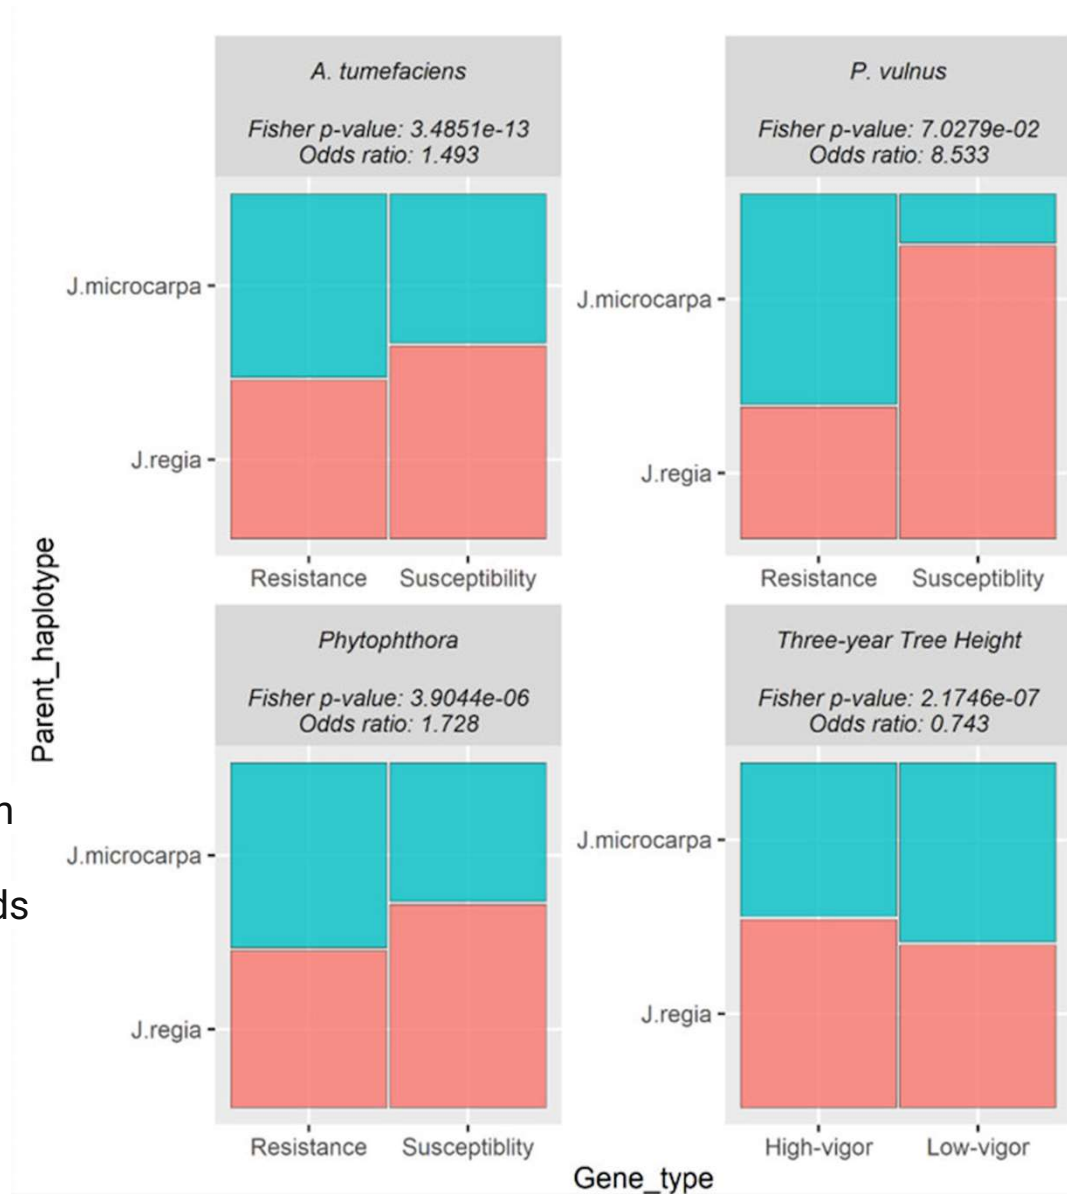 A. tumefaciens
Fisher p-value: 3.4851e-13
Odds ratio: 1.493
J.microcarpa
J.regia
Resistance Susceptibility
P. vulnus
Fisher p-value: 7.0279e-02
Odds ratio: 8.533
J.microcarpa
J.regia
Resistance Susceptiblity
Phytophthora
Fisher p-value: 3.9044e-06
Odds ratio: 1.728
J.microcarpa
J.regia
Resistance Susceptiblity
Three-year Tree Height
Fisher p-value: 2.1746e-07
Odds ratio: 0.743
J.microcarpa
J.regia
High-vigor Low-vigor
Parent_haplotype
Gene_type